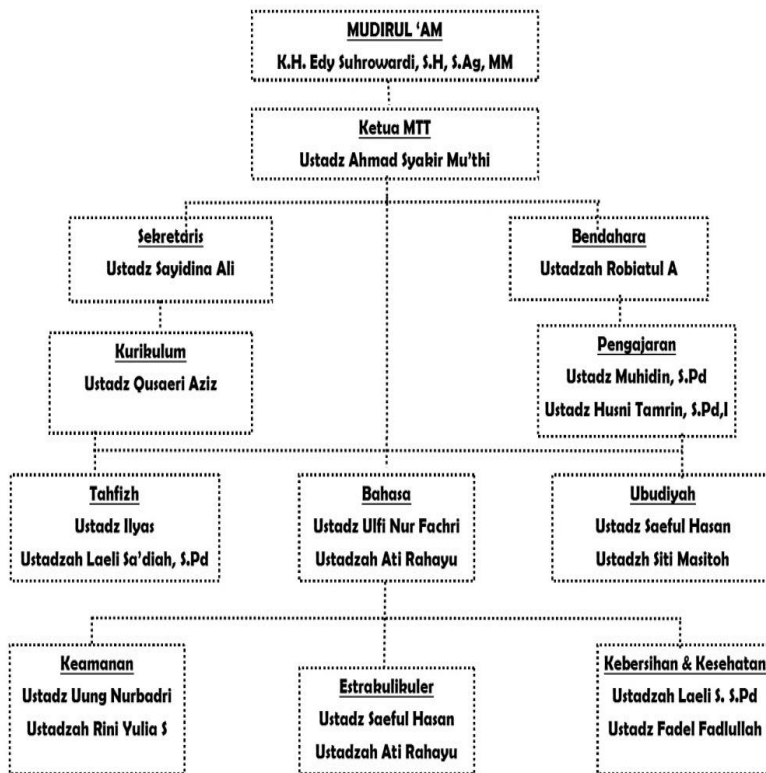 MUDIRUL ‘AM
K.H. Edy Suhrowardi, S.H, S.Ag, MM
Ketua MTT
Ustadz Ahmad Syakir Mu’thi
Sekretaris
Ustadz Sayidina Ali
Bendahara
Ustadzah Robiatul A
Kurikulum
Ustadz Qusaeri Aziz
Pengajaran
Ustadz Muhidin, S.Pd
Ustadz Husni Tamrin, S.Pd,I
Tahfizh
Ustadz Ilyas
Ustadzah Laeli Sa’diah, S.Pd
Bahasa
Ustadz Ulfi Nur Fachri
Ustadzah Ati Rahayu
Ubudiyah
Ustadz Saeful Hasan
Ustadzh Siti Masitoh
Keamanan
Ustadz Uung Nurbadri
Ustadzah Rini Yulia S
Estrakulikuler
Ustadz Saeful Hasan
Ustadzah Ati Rahayu
Kebersihan & Kesehatan
Ustadzah Laeli S. S.Pd
Ustadz Fadel Fadlullah